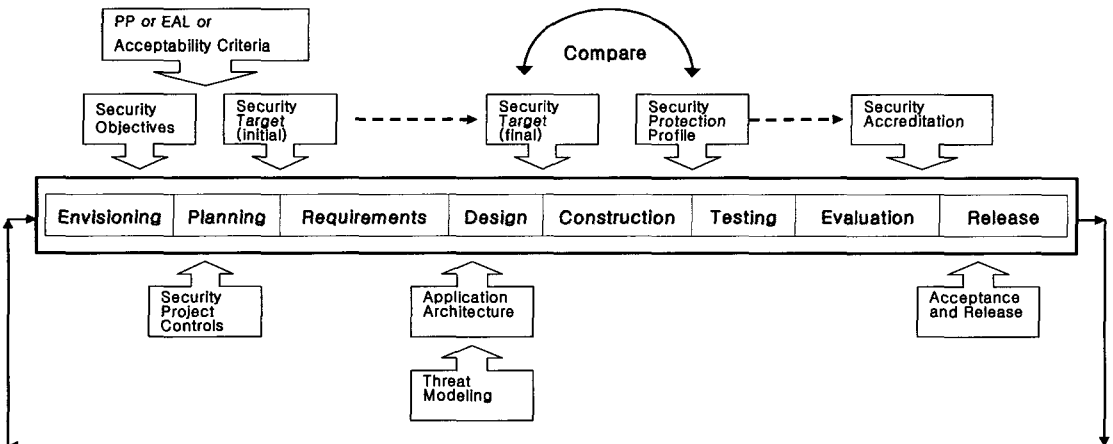 PP or EAL or
Acceptability Criteria
Compare
Security
Objectives
Security
Target
(initial)
Security
Target
(final)
Security
Protection
Profile
Security
Accreditation
Envisioning
Planning
Requirements
Design
Construction
Testing
Evaluation
Release
Security
Project
Controls
Application
Architecture
Acceptance
and Release
Threat
Modeling